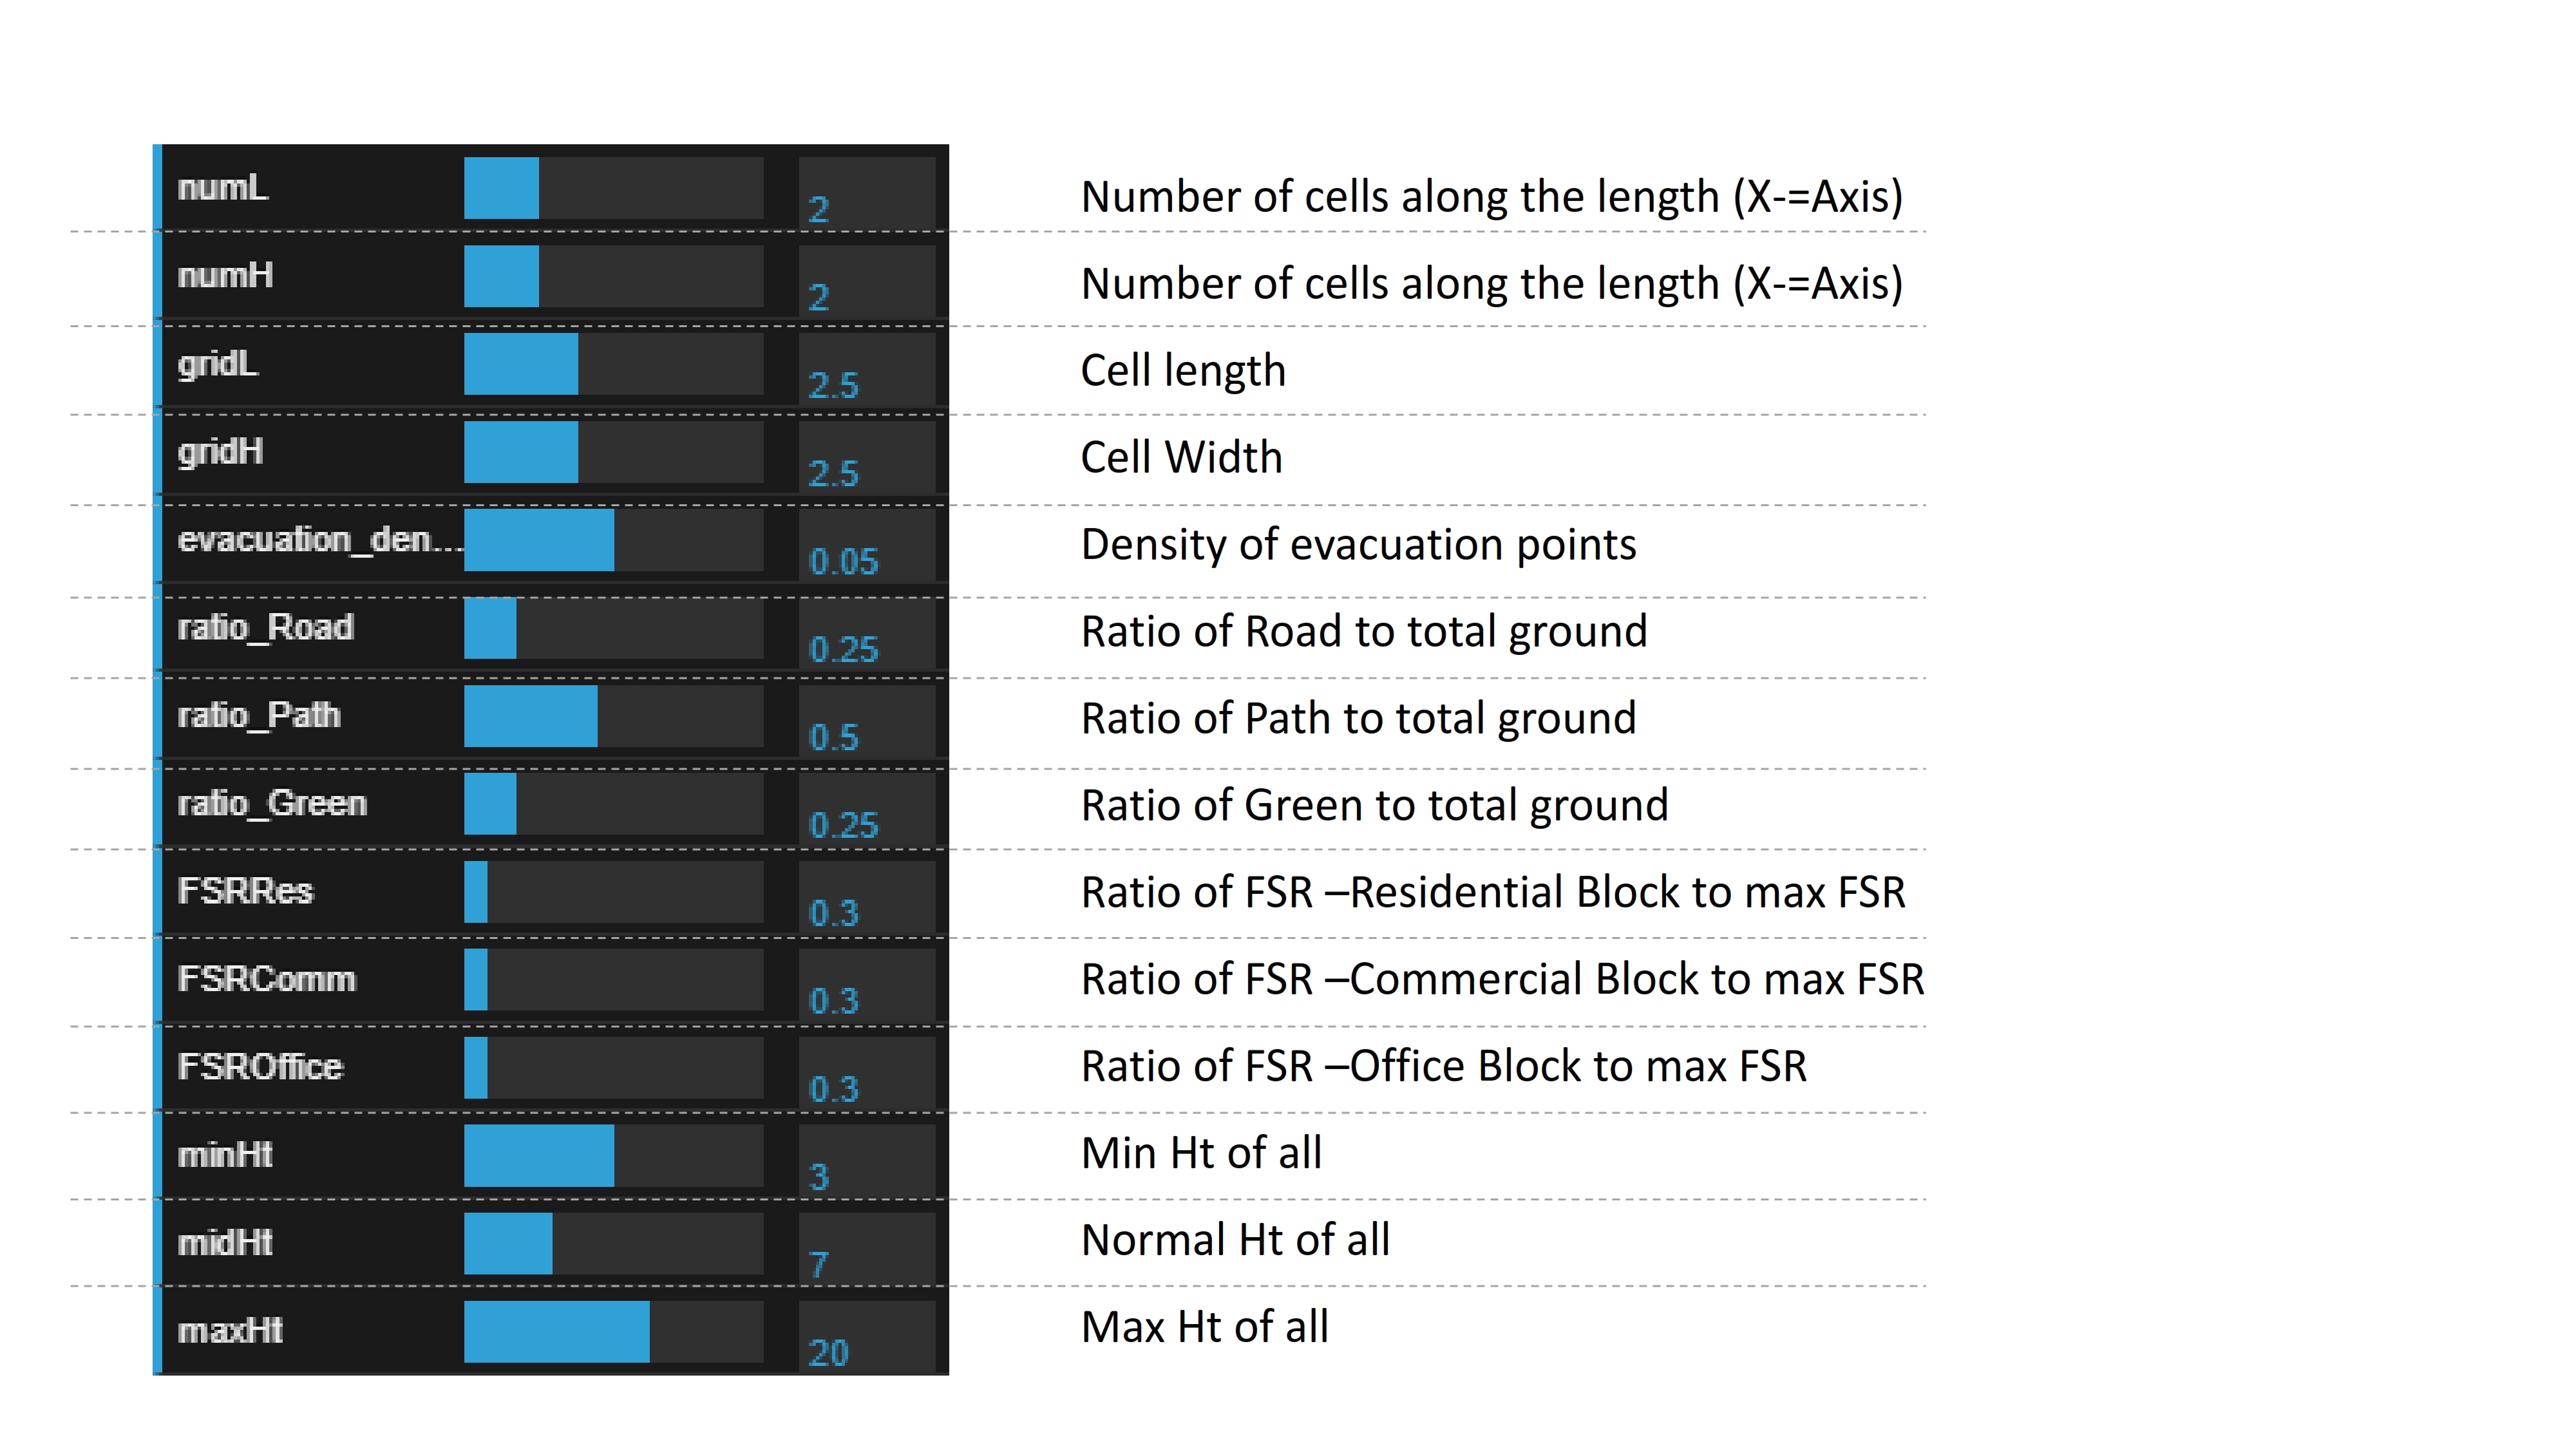 numL 2 Number of cells along the length (X-=Axis)
numH 2 Number of cells along the length (X-=Axis)
gridL 2.5 Cell length
gridH 2.5 Cell Width
evacuation_den... 0.05 Density of evacuation points
ratio_Road 0.25 Ratio of Road to total ground
ratio_Path 0.5 Ratio of Path to total ground
ratio_Green 0.25 Ratio of Green to total ground
FSRRes 0.3 Ratio of FSR –Residential Block to max FSR
FSRComm 0.3 Ratio of FSR –Commercial Block to max FSR
FSROffice 0.3 Ratio of FSR –Office Block to max FSR
minHt 3 Min Ht of all
midHt 7 Normal Ht of all
maxHt 20 Max Ht of all